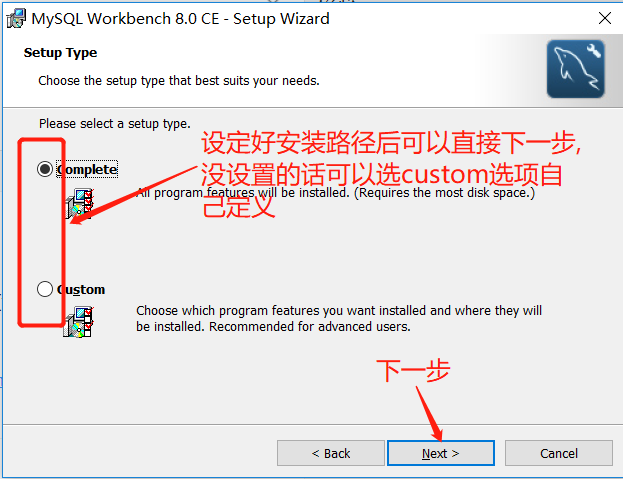 MySQL Workbench 8.0 CE - Setup Wizard
Setup Type
Choose the setup type that best suits your needs.
Please select a setup type.
设定好安装路径后可以直接下一步,
没设置的话可以选custom选项自
己定义
Complete
All program features will be installed. (Requires the most disk space.)
Custom
Choose which program features you want installed and where they will
be installed. Recommended for advanced users.
下一步
< Back
Next >
Cancel